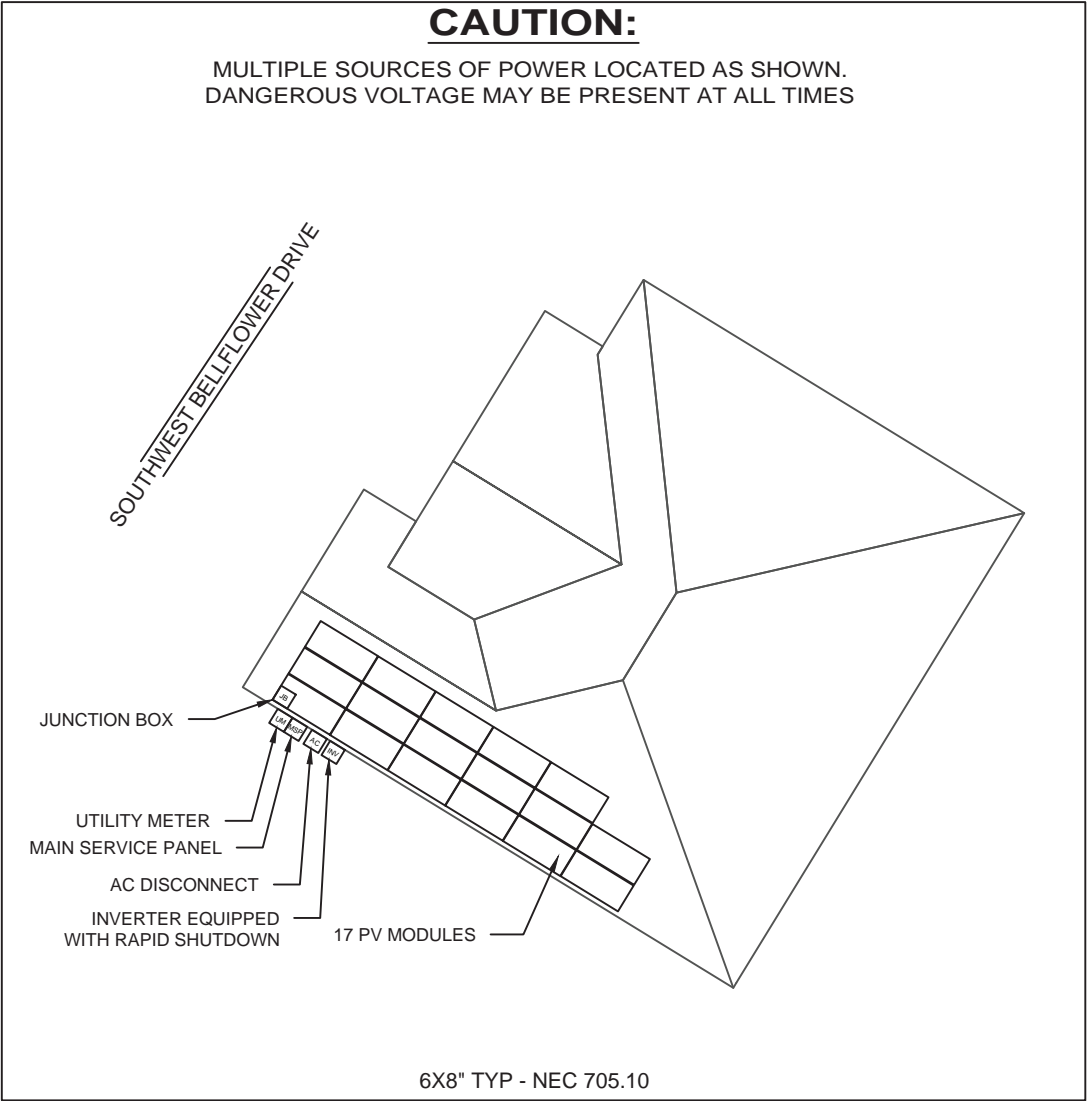 CAUTION:
MULTIPLE SOURCES OF POWER LOCATED AS SHOWN.
DANGEROUS VOLTAGE MAY BE PRESENT AT ALL TIMES
SOUTHWEST BELLFLOWER DRIVE
JB
JUNCTION BOX
UM
MSP
AC
INV
UTILITY METER
MAIN SERVICE PANEL
AC DISCONNECT
INVERTER EQUIPPED
WITH RAPID SHUTDOWN
17 PV MODULES
6X8" TYP - NEC 705.10